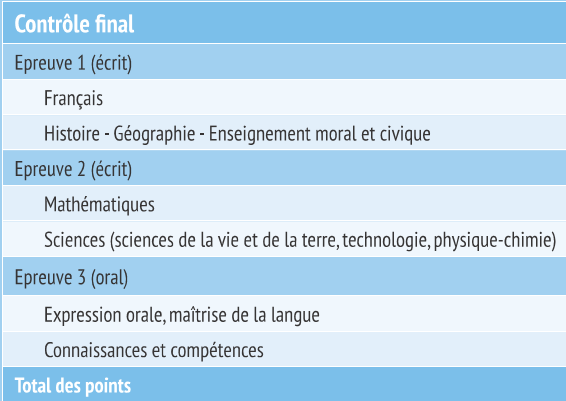 Contrôle final
Epreuve 1 (écrit)
Français
Histoire - Géographie - Enseignement moral et civique
Epreuve 2 (écrit)
Mathématiques
Sciences (sciences de la vie et de la terre, technologie, physique-chimie)
Epreuve 3 (oral)
Expression orale, maîtrise de la langue
Connaissances et compétences
Total des points